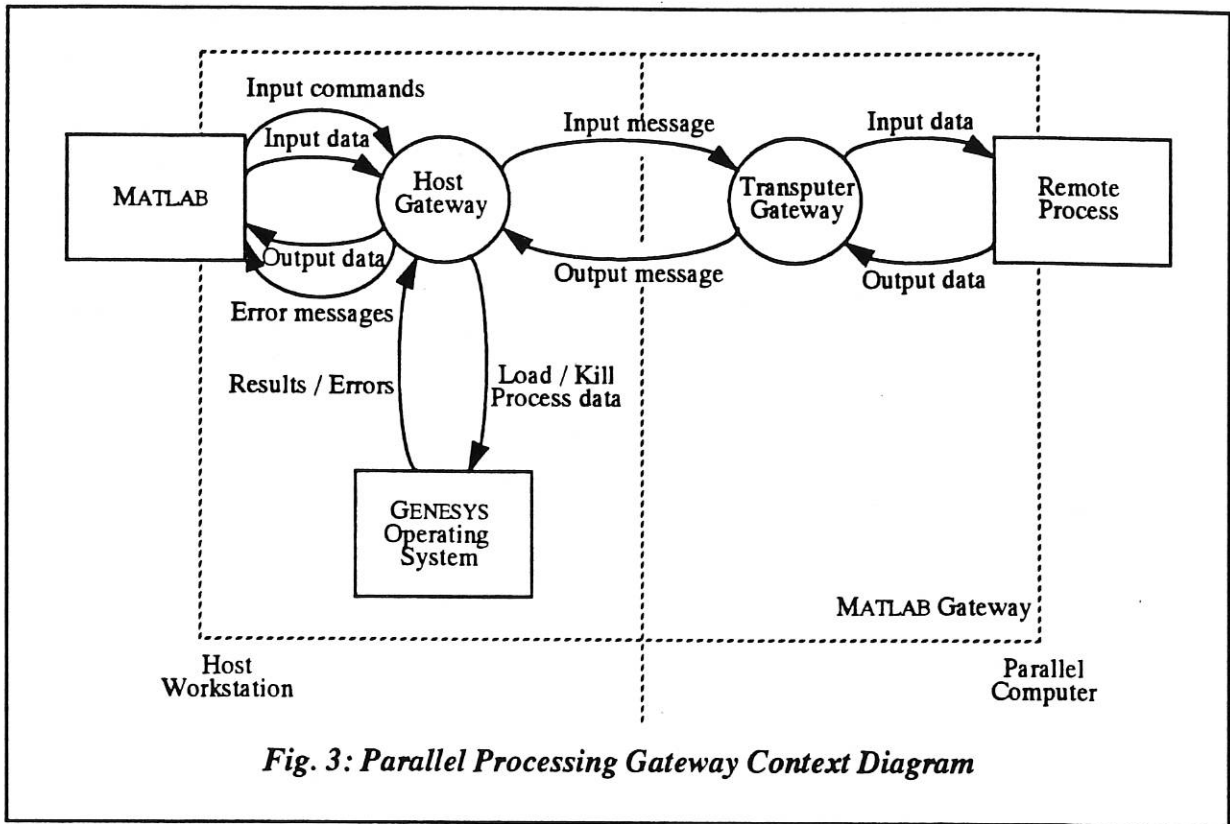 Input commands
Input data
MATLAB
Host
Gateway
Output data
Error messages
Input message
Output message
Transputer
Gateway
Input data
Output data
Remote
Process
Results / Errors
Load / Kill
Process data
GENESYS
Operating
System
MATLAB Gateway
Host
Workstation
Parallel
Computer
Fig. 3: Parallel Processing Gateway Context Diagram